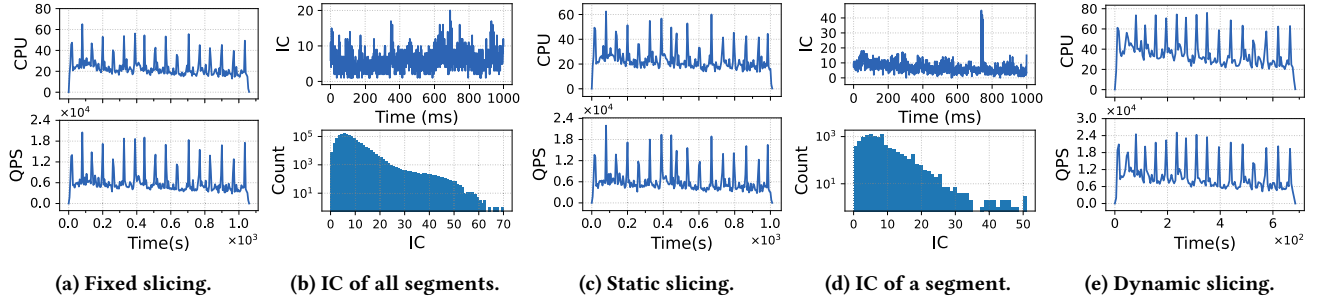 80
60
40
20
0
CPU
×10⁴
2.4
1.8
1.2
0.6
0.0
QPS
0.0 0.2 0.4 0.6 0.8 1.0
Time(s) ×10³
(a) Fixed slicing.
20
10
0
IC
0 200 400 600 800 1000
Time (ms)
10⁵
10³
10¹
Count
0 10 20 30 40 50 60 70
IC
(b) IC of all segments.
60
40
20
0
CPU
×10⁴
2.4
1.8
1.2
0.6
0.0
QPS
0.0 0.2 0.4 0.6 0.8 1.0
Time(s) ×10³
(c) Static slicing.
40
30
20
10
0
IC
0 200 400 600 800 1000
Time (ms)
10³
10¹
Count
0 10 20 30 40 50
IC
(d) IC of a segment.
80
60
40
20
0
CPU
×10⁴
3.0
2.4
1.8
1.2
0.6
0.0
QPS
0 2 4 6
Time(s) ×10²
(e) Dynamic slicing.